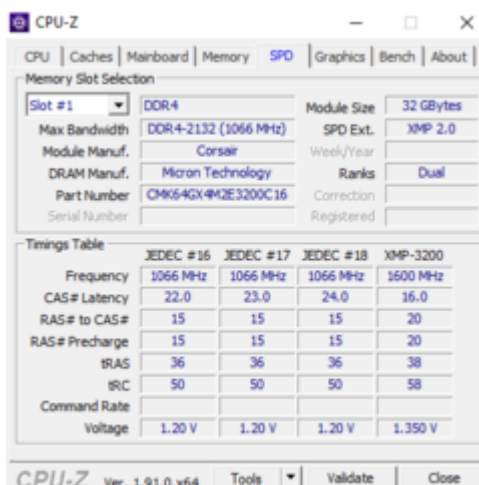 CPU-Z
CPU Caches Mainboard Memory SPD Graphics Bench About
Memory Slot Selection
Slot #1 DDR4 Module Size 32 GBytes
Max Bandwidth DDR4-2132 (1066 MHz) SPD Ext. XMP 2.0
Module Manuf. Corsair Week/Year
DRAM Manuf. Micron Technology Ranks Dual
Part Number CMK64GX4M2E3200C16 Correction
Serial Number Registered
Timings Table
JEDEC #16 JEDEC #17 JEDEC #18 XMP-3200
Frequency 1066 MHz 1066 MHz 1066 MHz 1600 MHz
CAS# Latency 22.0 23.0 24.0 16.0
RAS# to CAS# 15 15 15 20
RAS# Precharge 15 15 15 20
tRAS 36 36 36 38
tRC 50 50 50 58
Command Rate
Voltage 1.20 V 1.20 V 1.20 V 1.350 V
CPU-Z Ver. 1.91.0.x64 Tools Validate Close